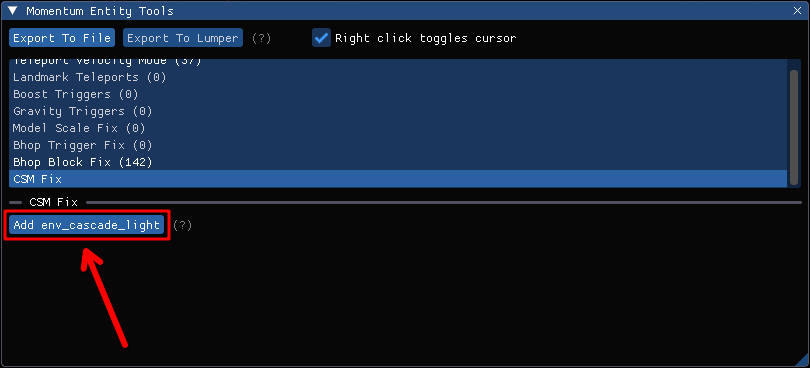 Momentum Entity Tools
Export To File Export To Lumper (?) Right click toggles cursor
Teleport Velocity Mode (37)
Landmark Teleports (0)
Boost Triggers (0)
Gravity Triggers (0)
Model Scale Fix (0)
Bhop Trigger Fix (0)
Bhop Block Fix (142)
CSM Fix
CSM Fix
Add env_cascade_light (?)